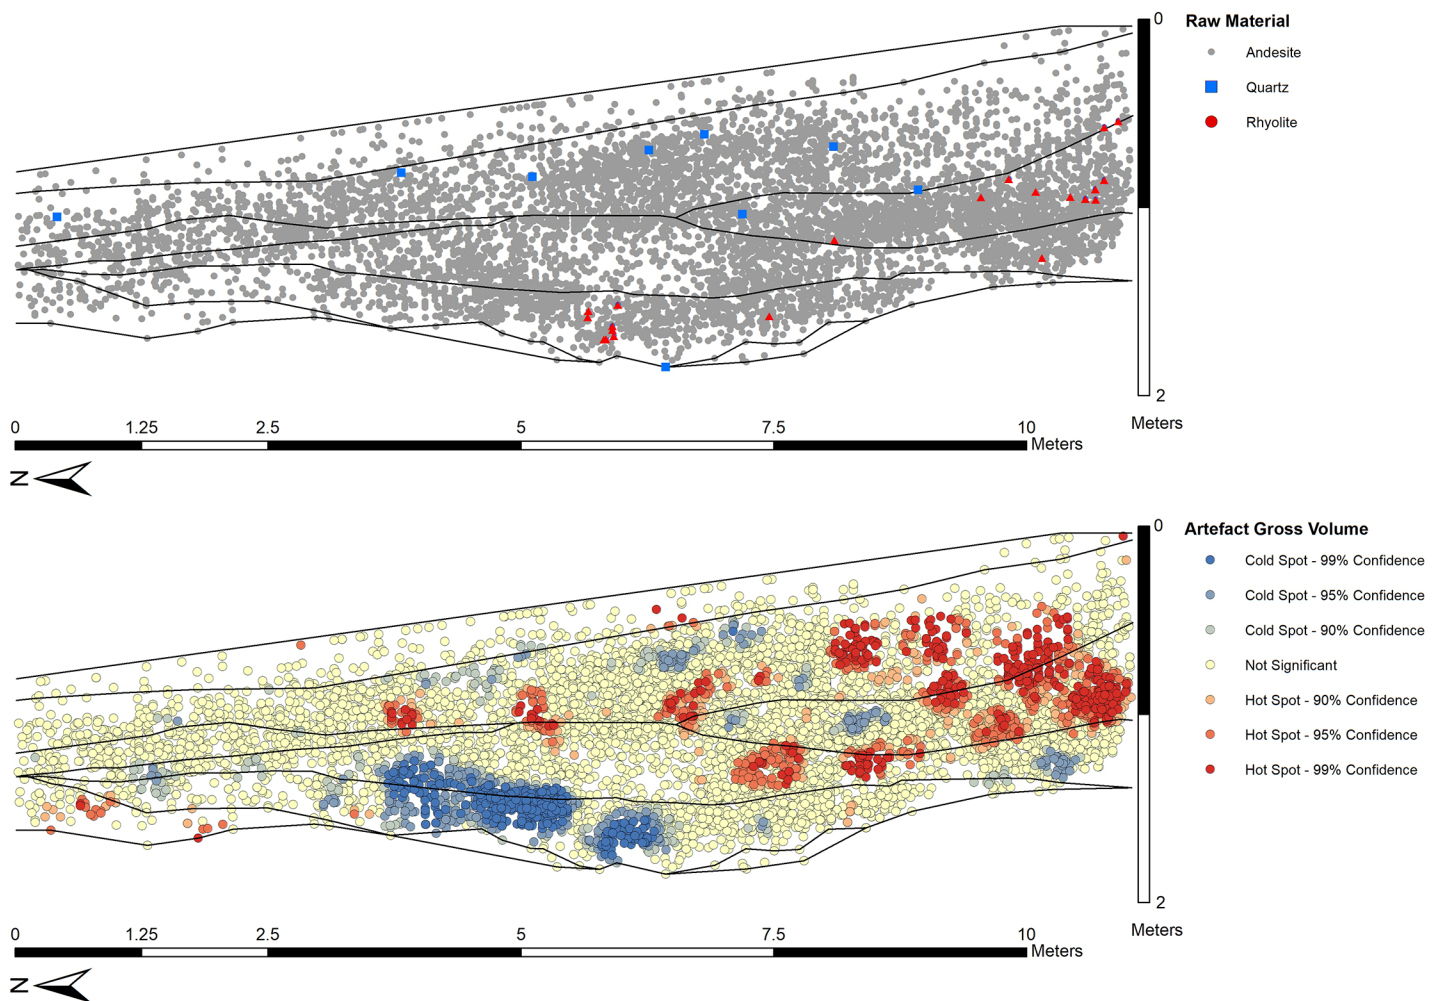 0
Raw Material
Andesite
Quartz
Rhyolite
2
Meters
0 1.25 2.5 5 7.5 10
Meters
N
0
Artefact Gross Volume
Cold Spot - 99% Confidence
Cold Spot - 95% Confidence
Cold Spot - 90% Confidence
Not Significant
Hot Spot - 90% Confidence
Hot Spot - 95% Confidence
Hot Spot - 99% Confidence
2
Meters
0 1.25 2.5 5 7.5 10
Meters
N